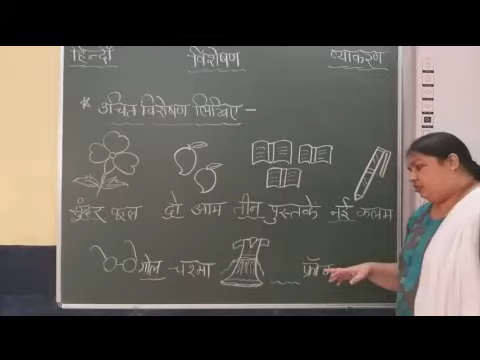 हिन्दी विशेषण व्याकरण
* उचित विशेषण लिखिए -
सुंदर फूल दो आम तीन पुस्तके नई कलम
गोल चश्मा ---- फ्रॉक